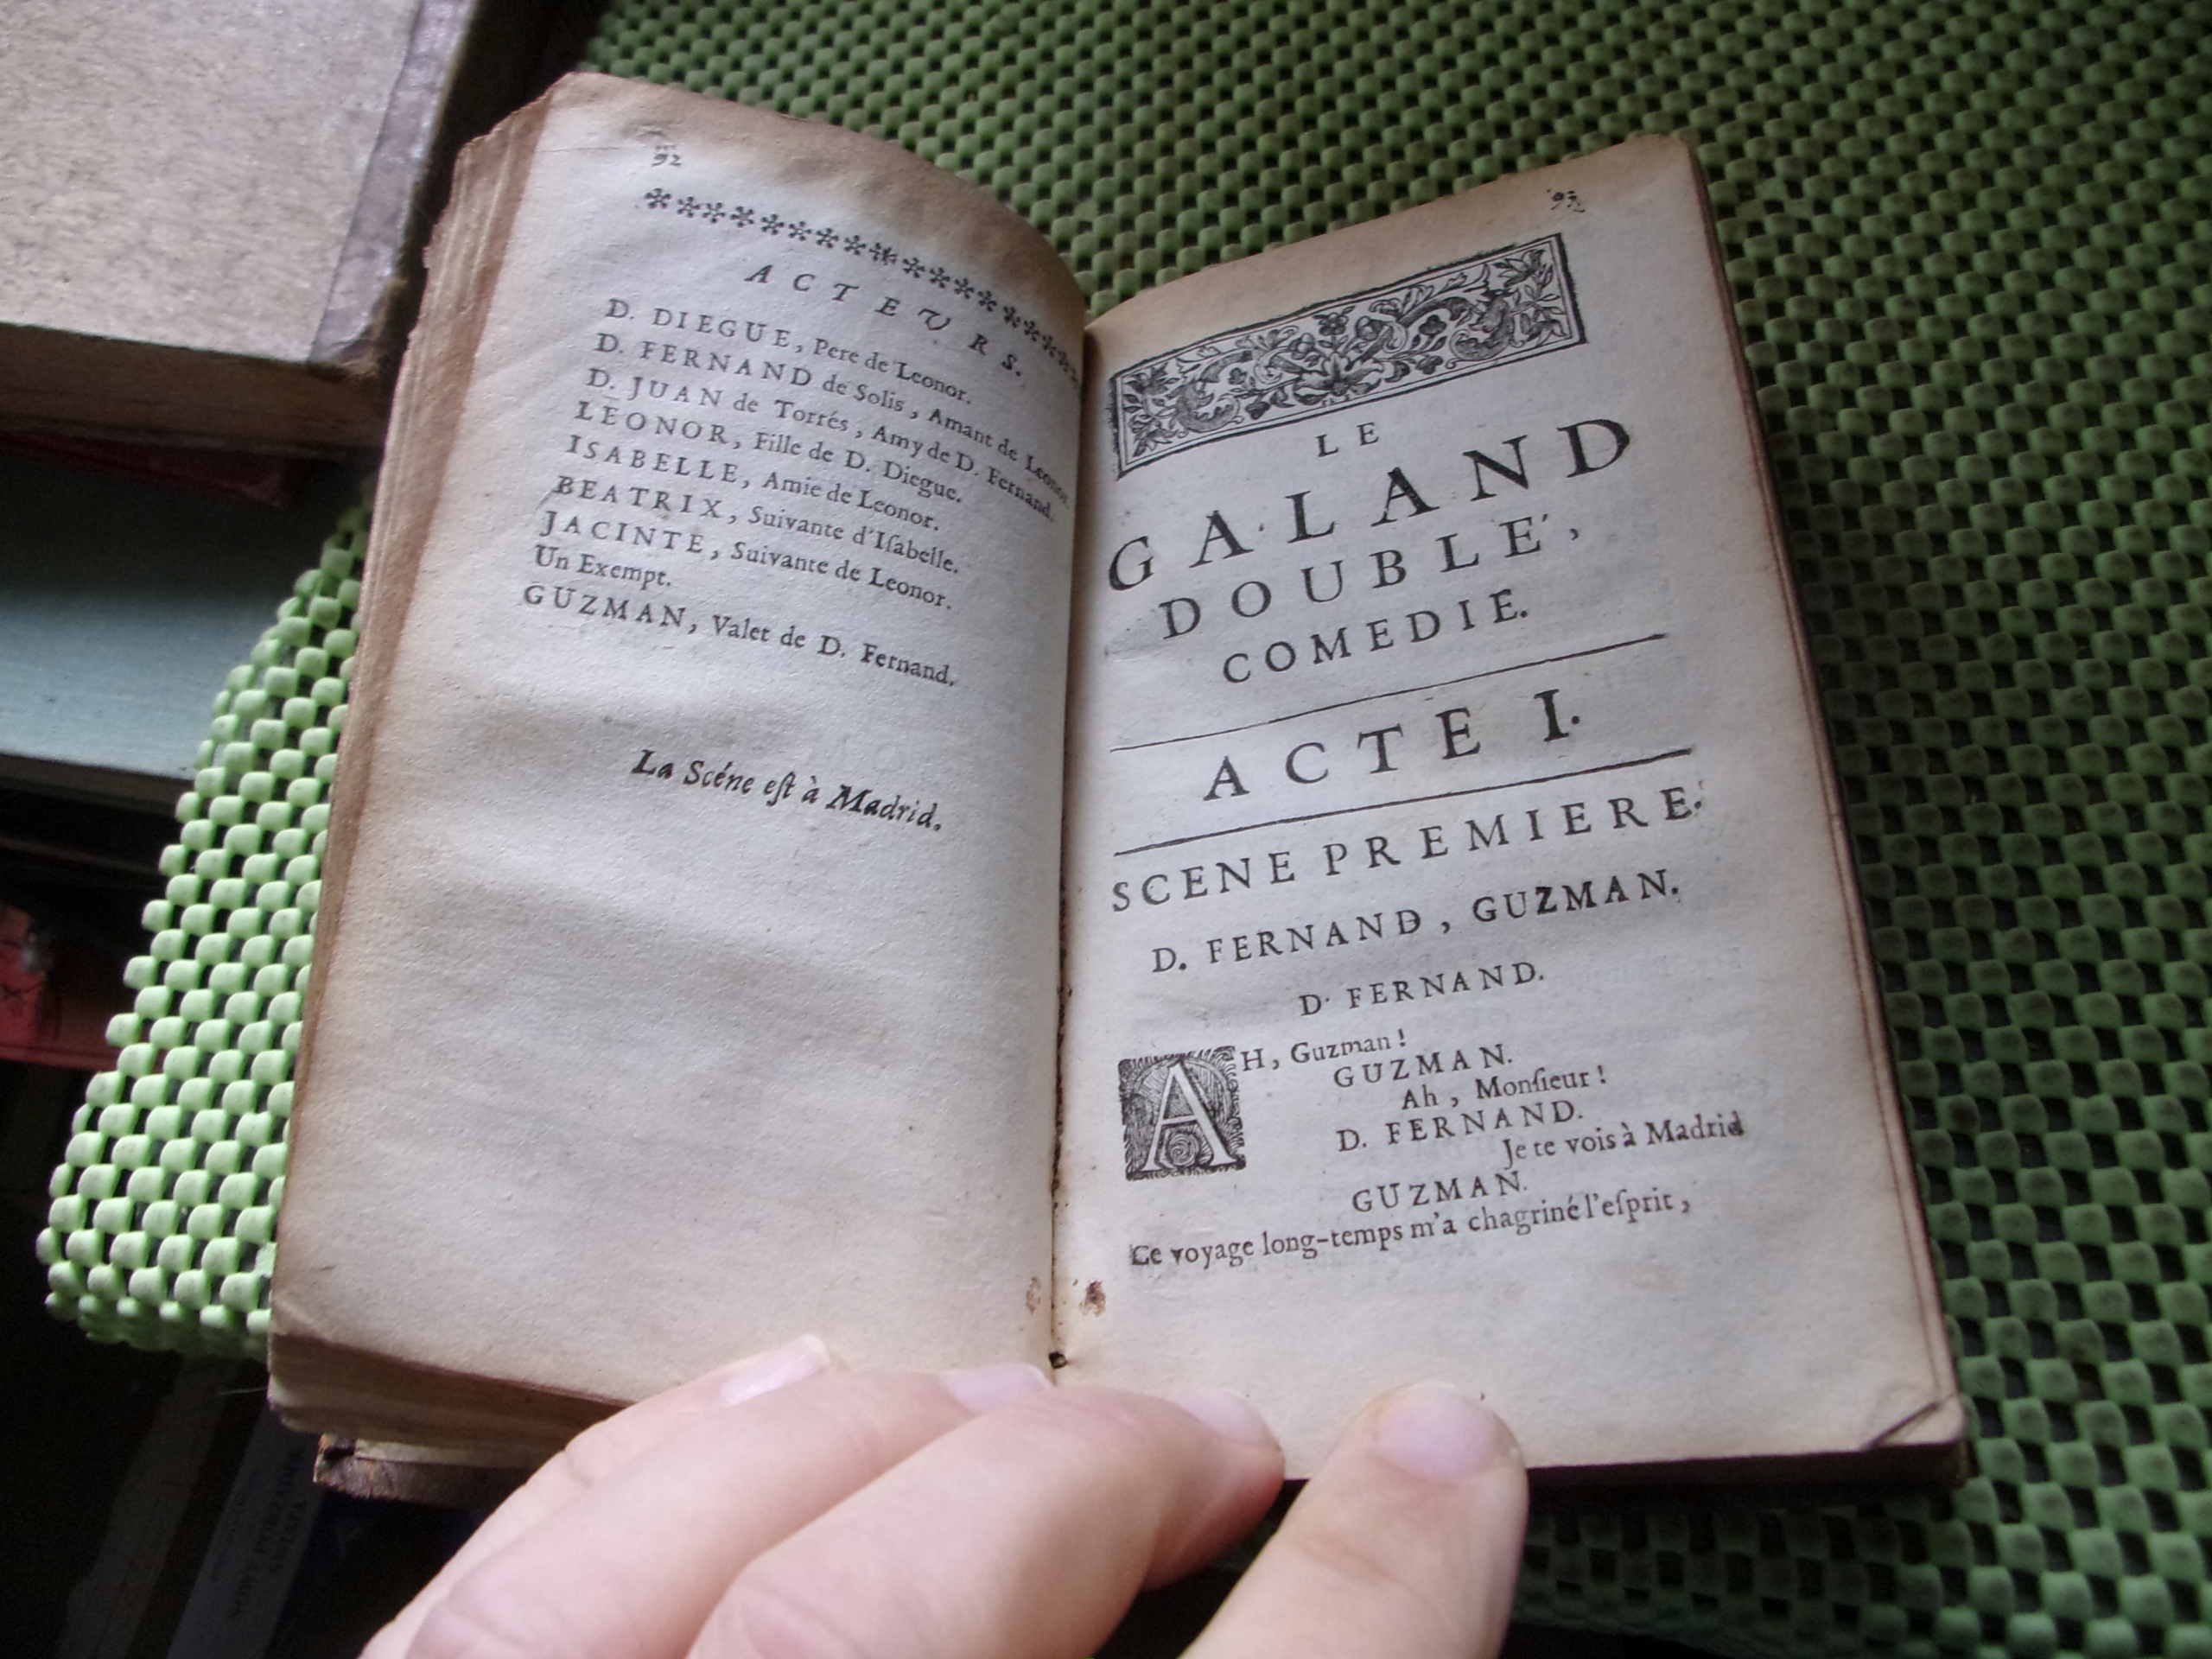 92
ACTEVRS.
D. DIEGUE, Pere de Leonor.
D. FERNAND de Solis, Amant de Leonor.
D. JUAN de Torrés, Amy de D. Fernand.
LEONOR, Fille de D. Diegue.
ISABELLE, Amie de Leonor.
BEATRIX, Suivante d'Iſabelle.
JACINTE, Suivante de Leonor.
Un Exempt.
GUZMAN, Valet de D. Fernand.
La Scéne eſt à Madrid.
93
LE
GALAND
DOUBLE',
COMEDIE.
ACTE I.
SCENE PREMIERE.
D. FERNAND, GUZMAN.
D. FERNAND.
AH, Guzman!
GUZMAN.
Ah, Monſieur!
D. FERNAND.
Je te vois à Madrid
GUZMAN.
Ce voyage long-temps m'a chagriné l'eſprit,